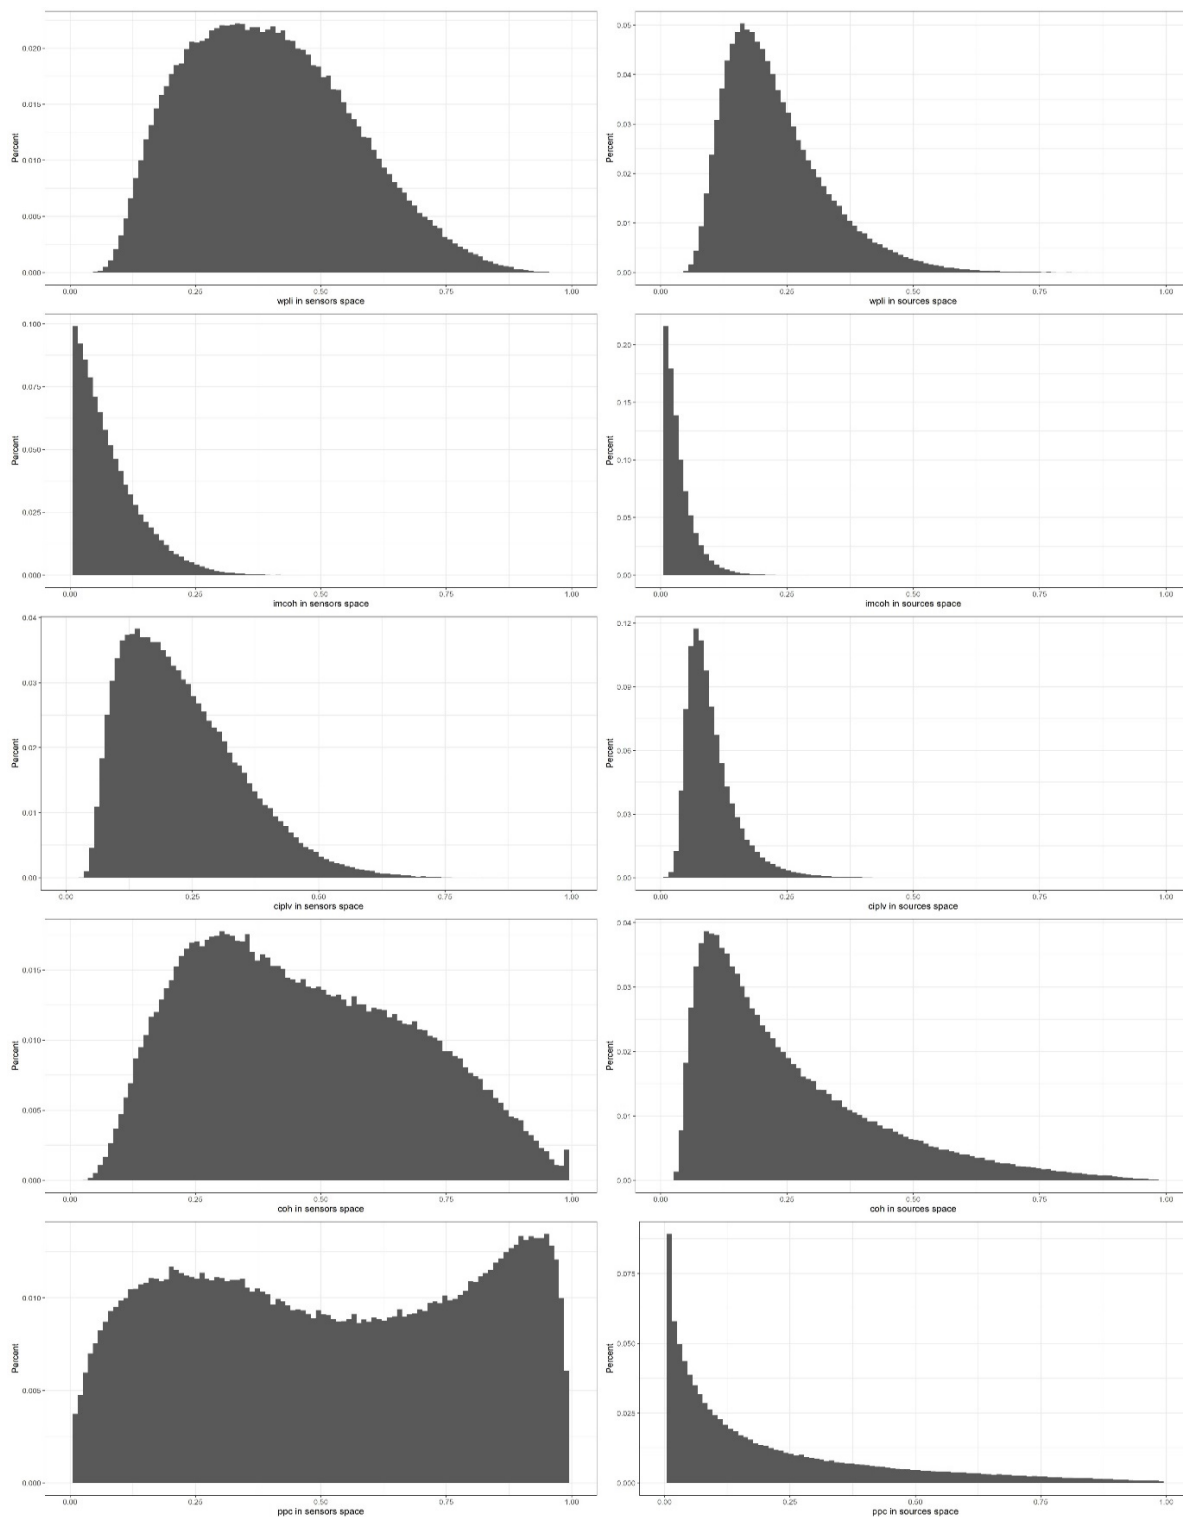 0.020
0.015
0.010
0.005
0.000
Percent
0.00 0.25 0.50 0.75 1.00
wpli in sensors space
0.05
0.04
0.03
0.02
0.01
0.00
Percent
0.00 0.25 0.50 0.75 1.00
wpli in sources space
0.100
0.075
0.050
0.025
0.000
Percent
0.00 0.25 0.50 0.75 1.00
imcoh in sensors space
0.20
0.15
0.10
0.05
0.00
Percent
0.00 0.25 0.50 0.75 1.00
imcoh in sources space
0.04
0.03
0.02
0.01
0.00
Percent
0.00 0.25 0.50 0.75 1.00
ciplv in sensors space
0.12
0.09
0.06
0.03
0.00
Percent
0.00 0.25 0.50 0.75 1.00
ciplv in sources space
0.015
0.010
0.005
0.000
Percent
0.00 0.25 0.50 0.75 1.00
coh in sensors space
0.04
0.03
0.02
0.01
0.00
Percent
0.00 0.25 0.50 0.75 1.00
coh in sources space
0.010
0.005
0.000
Percent
0.00 0.25 0.50 0.75 1.00
ppc in sensors space
0.075
0.050
0.025
0.000
Percent
0.00 0.25 0.50 0.75 1.00
ppc in sources space